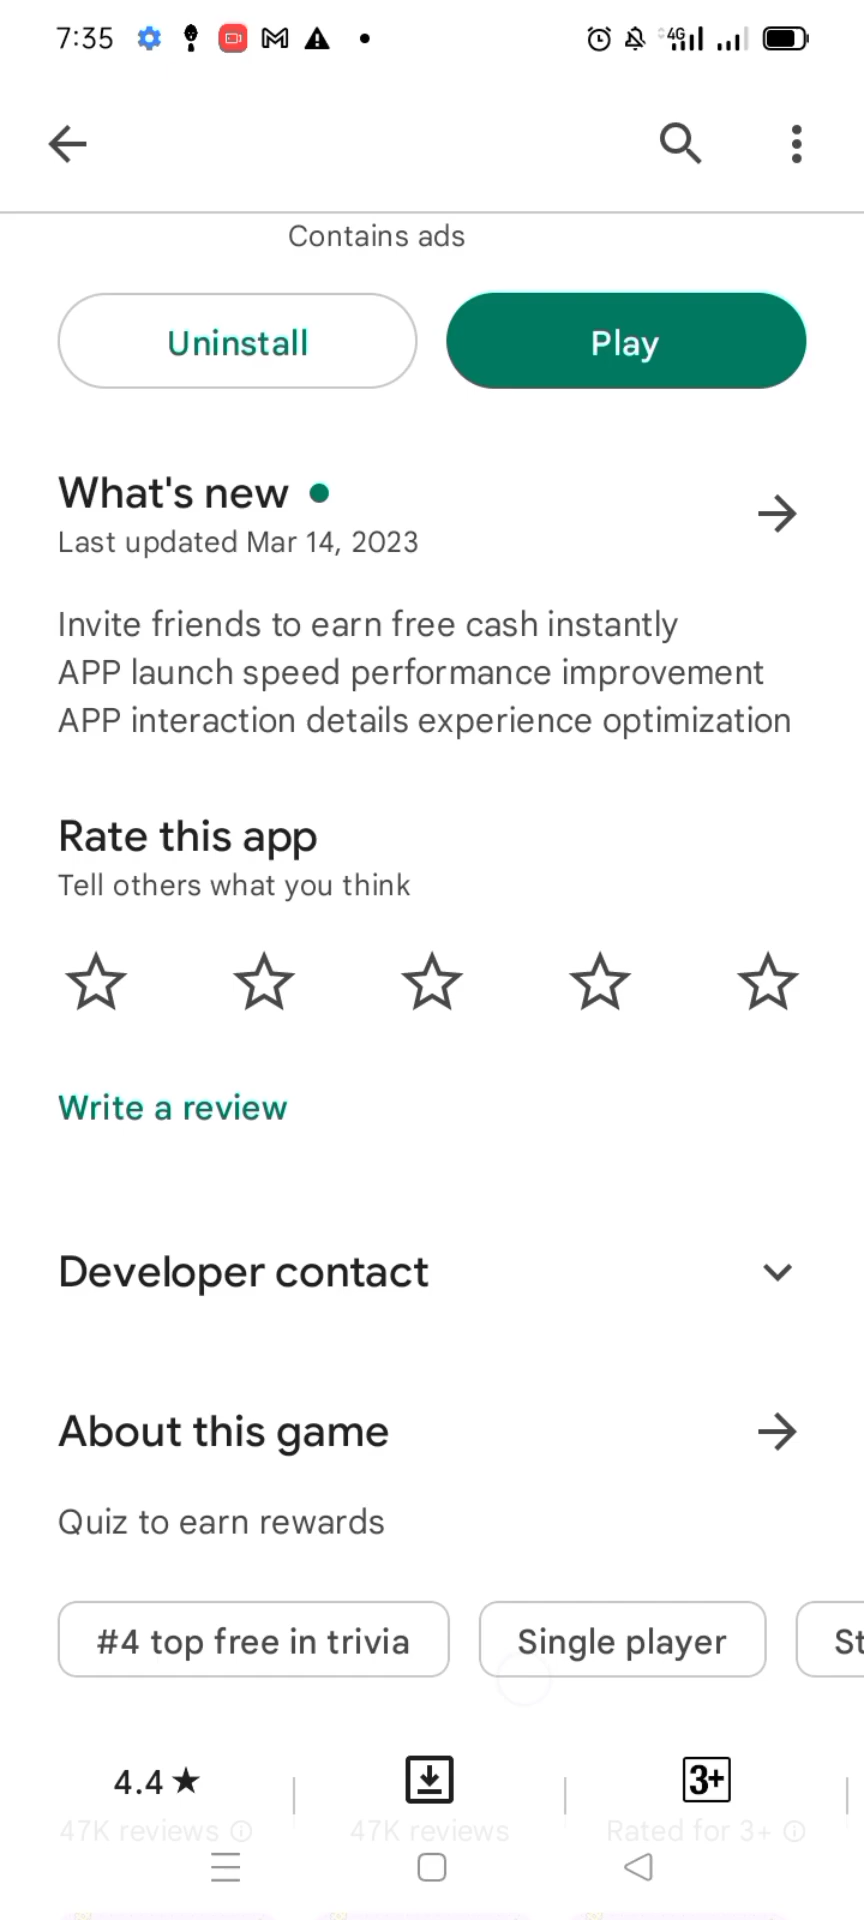 7:35
4G
Contains ads
Uninstall
Play
What's new
Last updated Mar 14, 2023
Invite friends to earn free cash instantly
APP launch speed performance improvement
APP interaction details experience optimization
Rate this app
Tell others what you think
Write a review
Developer contact
About this game
Quiz to earn rewards
#4 top free in trivia
Single player
St
4.4★
3+
47K reviews
47K reviews
Rated for 3+